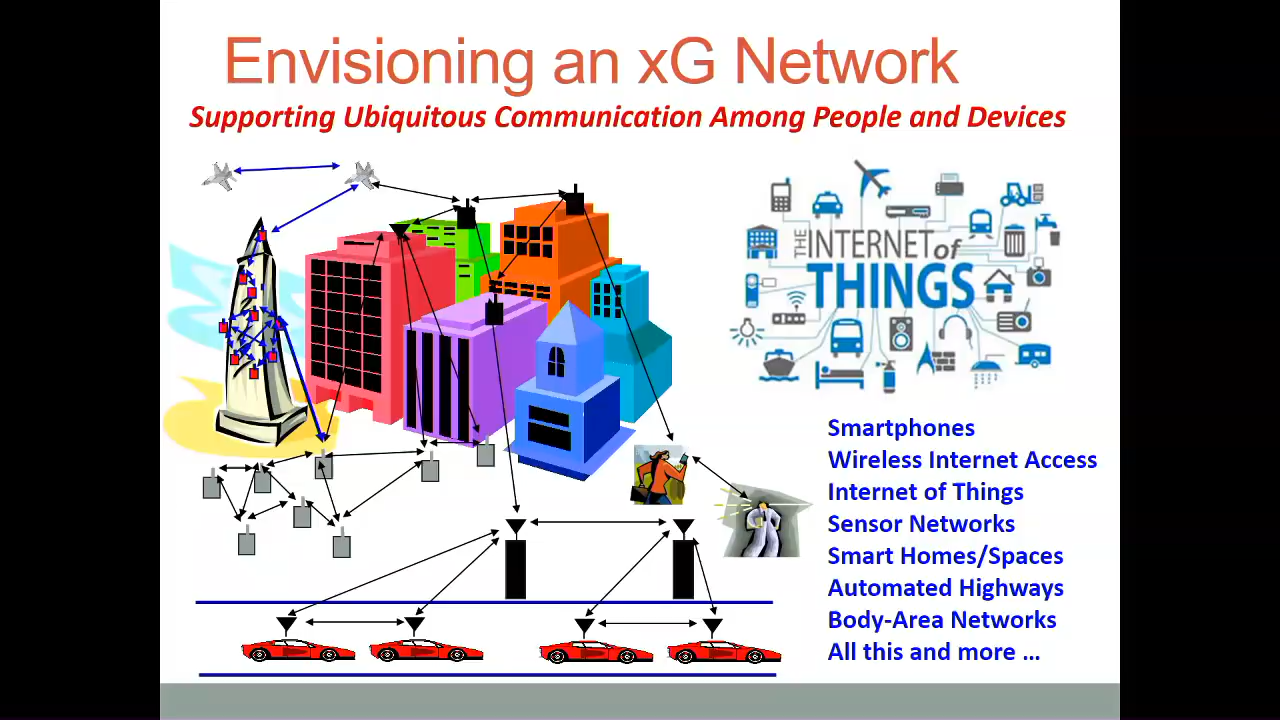 Envisioning an xG Network
Supporting Ubiquitous Communication Among People and Devices
THE INTERNET of
THINGS
Smartphones
Wireless Internet Access
Internet of Things
Sensor Networks
Smart Homes/Spaces
Automated Highways
Body-Area Networks
All this and more …